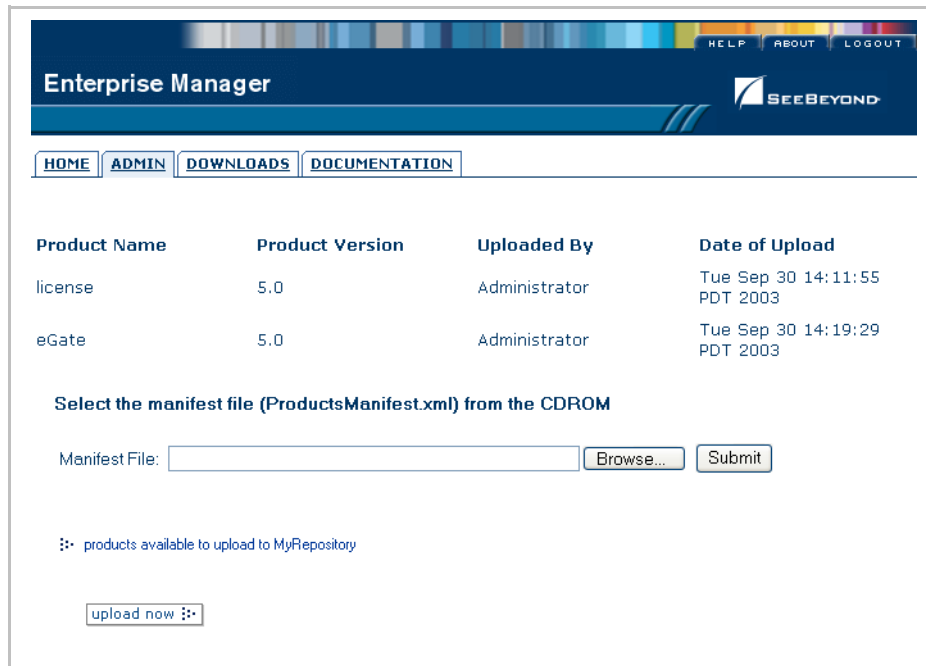 HELP ABOUT LOGOUT
Enterprise Manager
SEEBEYOND
HOME ADMIN DOWNLOADS DOCUMENTATION
Product Name Product Version Uploaded By Date of Upload
license 5.0 Administrator Tue Sep 30 14:11:55
PDT 2003
eGate 5.0 Administrator Tue Sep 30 14:19:29
PDT 2003
Select the manifest file (ProductsManifest.xml) from the CDROM
Manifest File: Browse... Submit
products available to upload to MyRepository
upload now